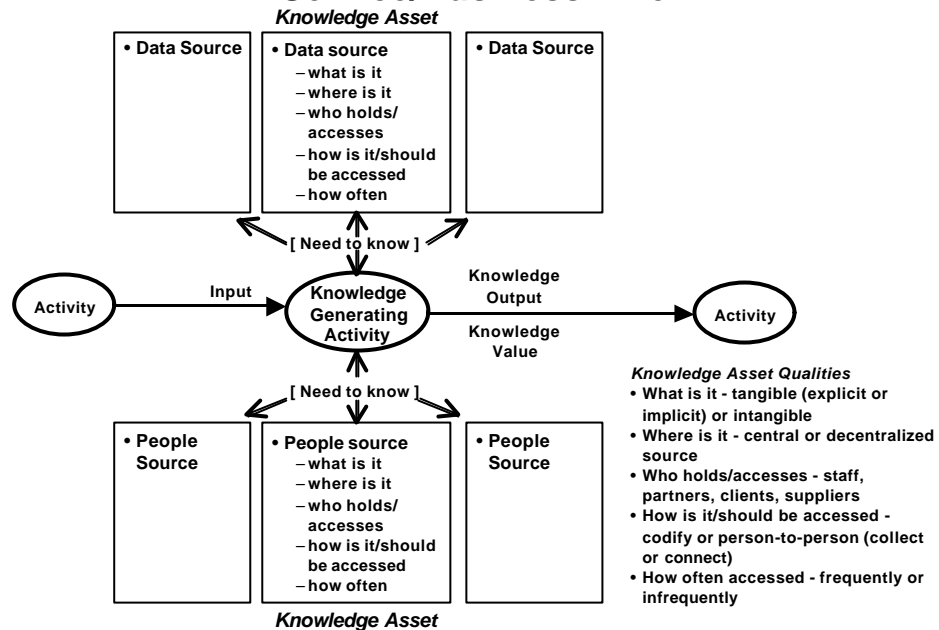 Knowledge Asset
• Data Source
• Data source
– what is it
– where is it
– who holds/
accesses
– how is it/should
be accessed
– how often
• Data Source
[ Need to know ]
Activity
Input
Knowledge
Generating
Activity
Knowledge
Output
Knowledge
Value
Activity
[ Need to know ]
• People
Source
• People source
– what is it
– where is it
– who holds/
accesses
– how is it/should
be accessed
– how often
• People
Source
Knowledge Asset
Knowledge Asset Qualities
• What is it - tangible (explicit or
implicit) or intangible
• Where is it - central or decentralized
source
• Who holds/accesses - staff,
partners, clients, suppliers
• How is it/should be accessed -
codify or person-to-person (collect
or connect)
• How often accessed - frequently or
infrequently